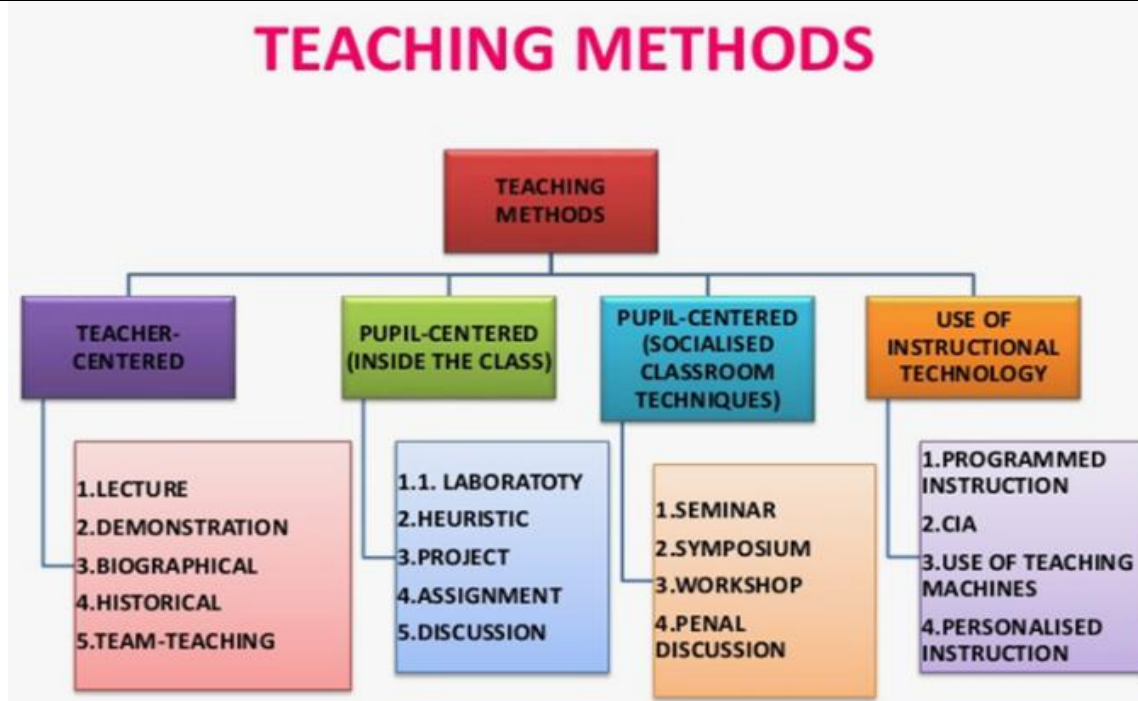 TEACHING METHODS
TEACHING
METHODS
TEACHER-
CENTERED
PUPIL-CENTERED
(INSIDE THE CLASS)
PUPIL-CENTERED
(SOCIALISED
CLASSROOM
TECHNIQUES)
USE OF
INSTRUCTIONAL
TECHNOLOGY
1.LECTURE
2.DEMONSTRATION
3.BIOGRAPHICAL
4.HISTORICAL
5.TEAM-TEACHING
1.1. LABORATOTY
2.HEURISTIC
3.PROJECT
4.ASSIGNMENT
5.DISCUSSION
1.SEMINAR
2.SYMPOSIUM
3.WORKSHOP
4.PENAL
DISCUSSION
1.PROGRAMMED
INSTRUCTION
2.CIA
3.USE OF TEACHING
MACHINES
4.PERSONALISED
INSTRUCTION